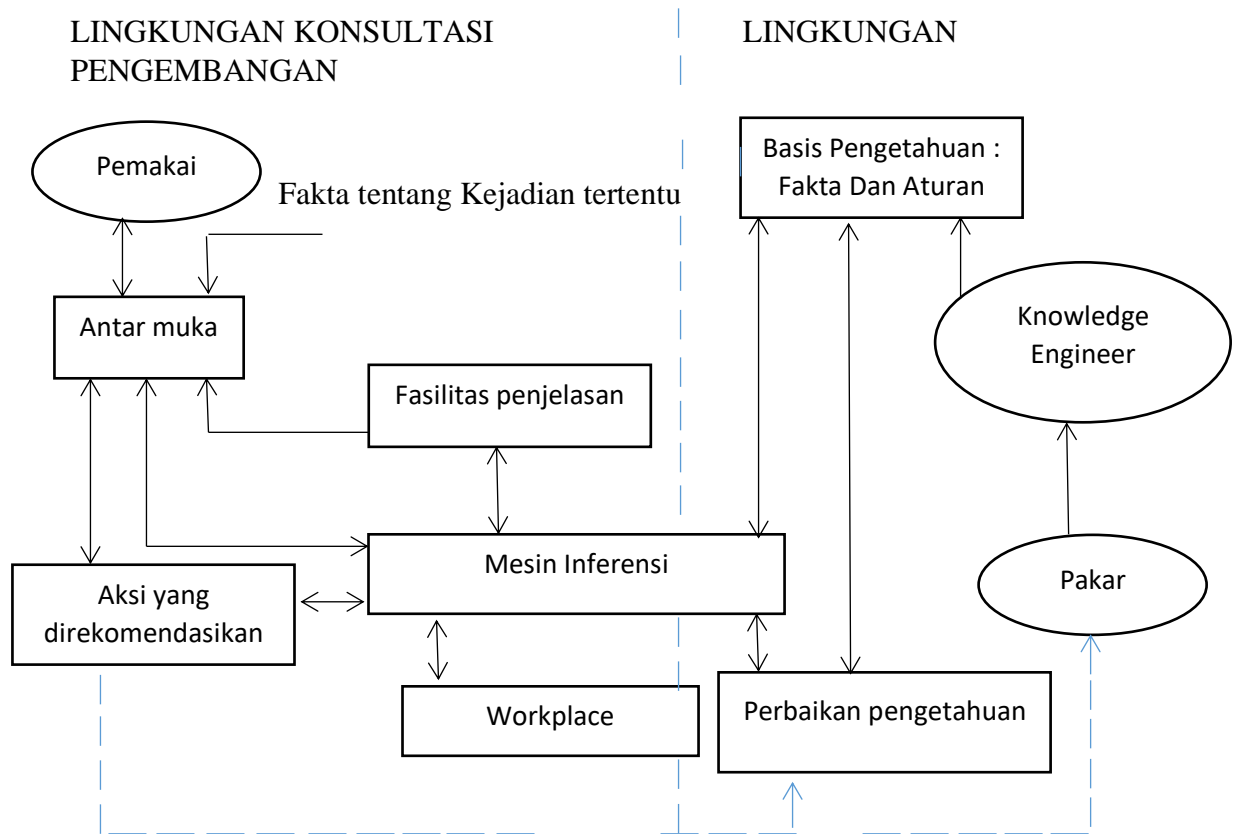 LINGKUNGAN KONSULTASI
PENGEMBANGAN
LINGKUNGAN
Pemakai
Basis Pengetahuan :
Fakta Dan Aturan
Fakta tentang Kejadian tertentu
Antar muka
Knowledge
Engineer
Fasilitas penjelasan
Mesin Inferensi
Aksi yang
direkomendasikan
Pakar
Workplace
Perbaikan pengetahuan